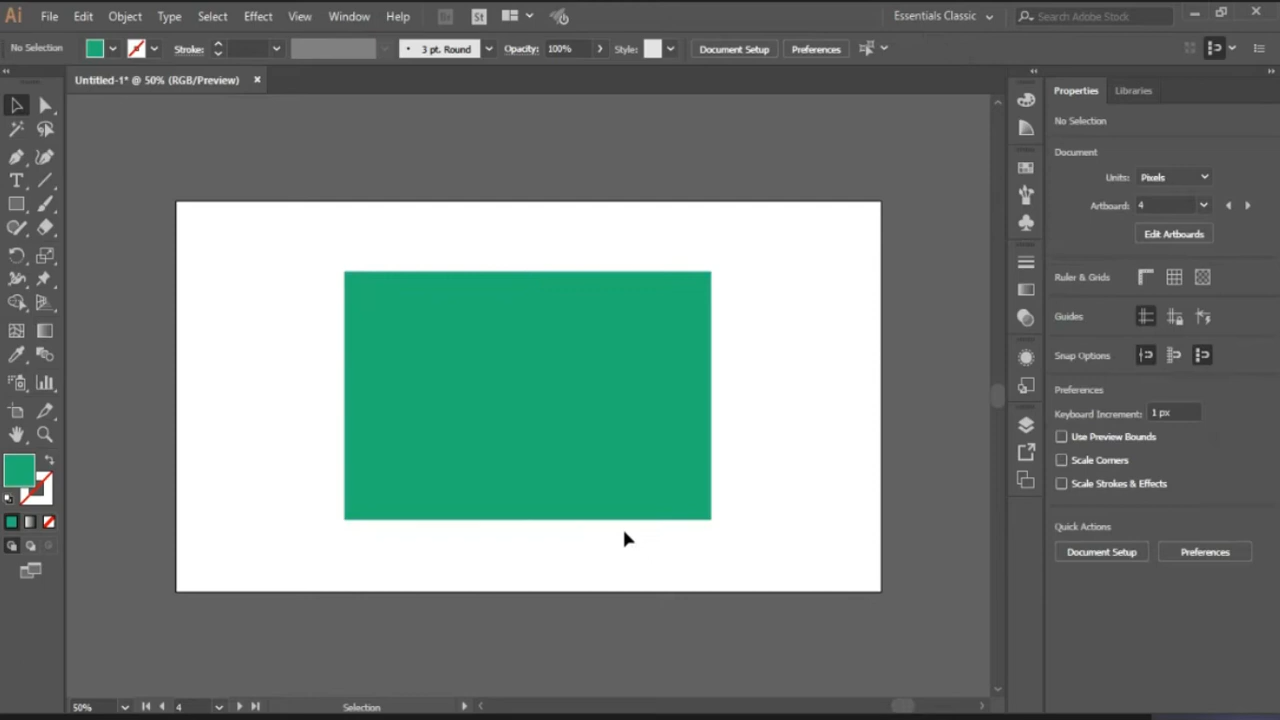 Ai File Edit Object Type Select Effect View Window Help Br St Essentials Classic Search Adobe Stock
No Selection Stroke: 3 pt. Round Opacity: 100% Style: Document Setup Preferences
Untitled-1* @ 50% (RGB/Preview) ×
Properties Libraries
No Selection
Document
Units: Pixels
Artboard: 4
Edit Artboards
Ruler & Grids
Guides
Snap Options
Preferences
Keyboard Increment: 1 px
Use Preview Bounds
Scale Corners
Scale Strokes & Effects
Quick Actions
Document Setup Preferences
50% 4 Selection